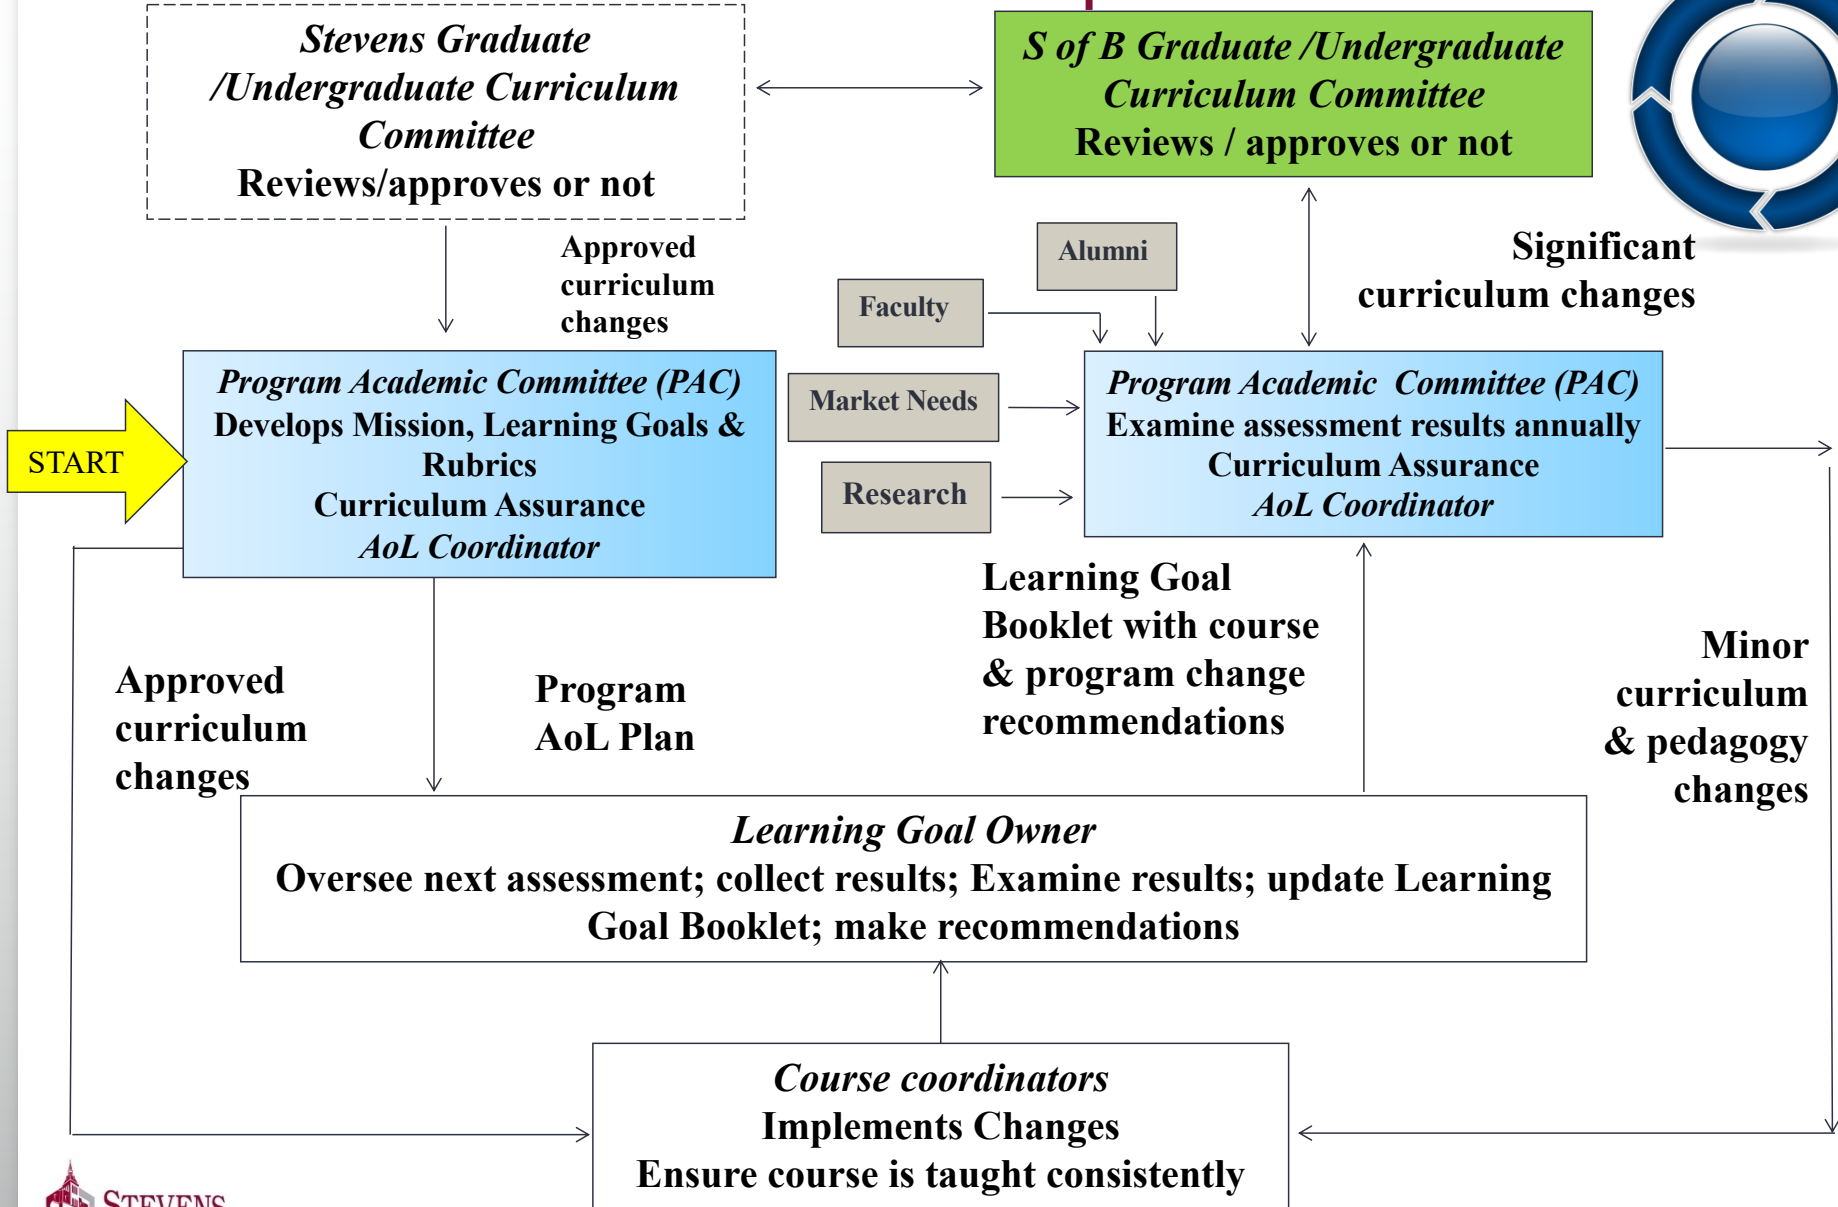 Stevens Graduate
/Undergraduate Curriculum
Committee
Reviews/approves or not
S of B Graduate /Undergraduate
Curriculum Committee
Reviews / approves or not
Approved
curriculum
changes
Alumni
Faculty
Market Needs
Research
Significant
curriculum changes
START
Program Academic Committee (PAC)
Develops Mission, Learning Goals &
Rubrics
Curriculum Assurance
AoL Coordinator
Program Academic Committee (PAC)
Examine assessment results annually
Curriculum Assurance
AoL Coordinator
Approved
curriculum
changes
Program
AoL Plan
Learning Goal
Booklet with course
& program change
recommendations
Minor
curriculum
& pedagogy
changes
Learning Goal Owner
Oversee next assessment; collect results; Examine results; update Learning
Goal Booklet; make recommendations
Course coordinators
Implements Changes
Ensure course is taught consistently
STEVENS